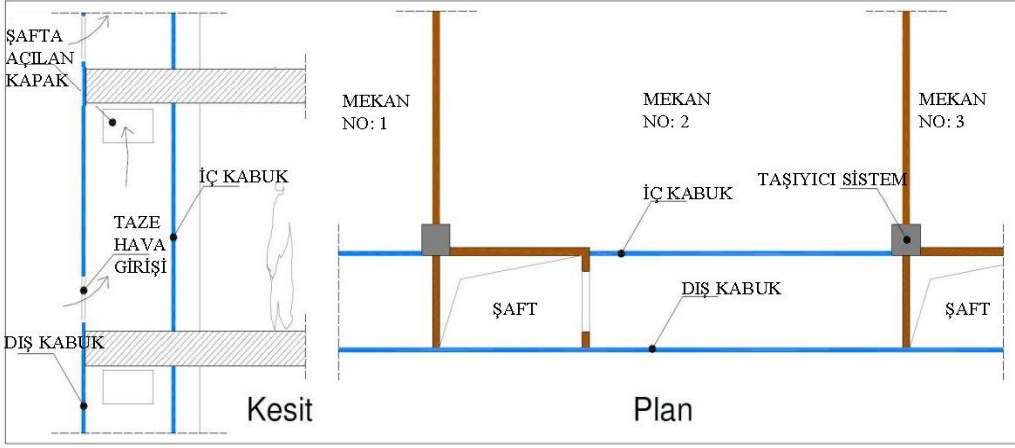 ŞAFTA
AÇILAN
KAPAK
İÇ KABUK
TAZE
HAVA
GİRİŞİ
DIŞ KABUK
Kesit
MEKAN
NO: 1
MEKAN
NO: 2
MEKAN
NO: 3
TAŞIYICI SİSTEM
İÇ KABUK
DIŞ KABUK
ŞAFT
ŞAFT
Plan